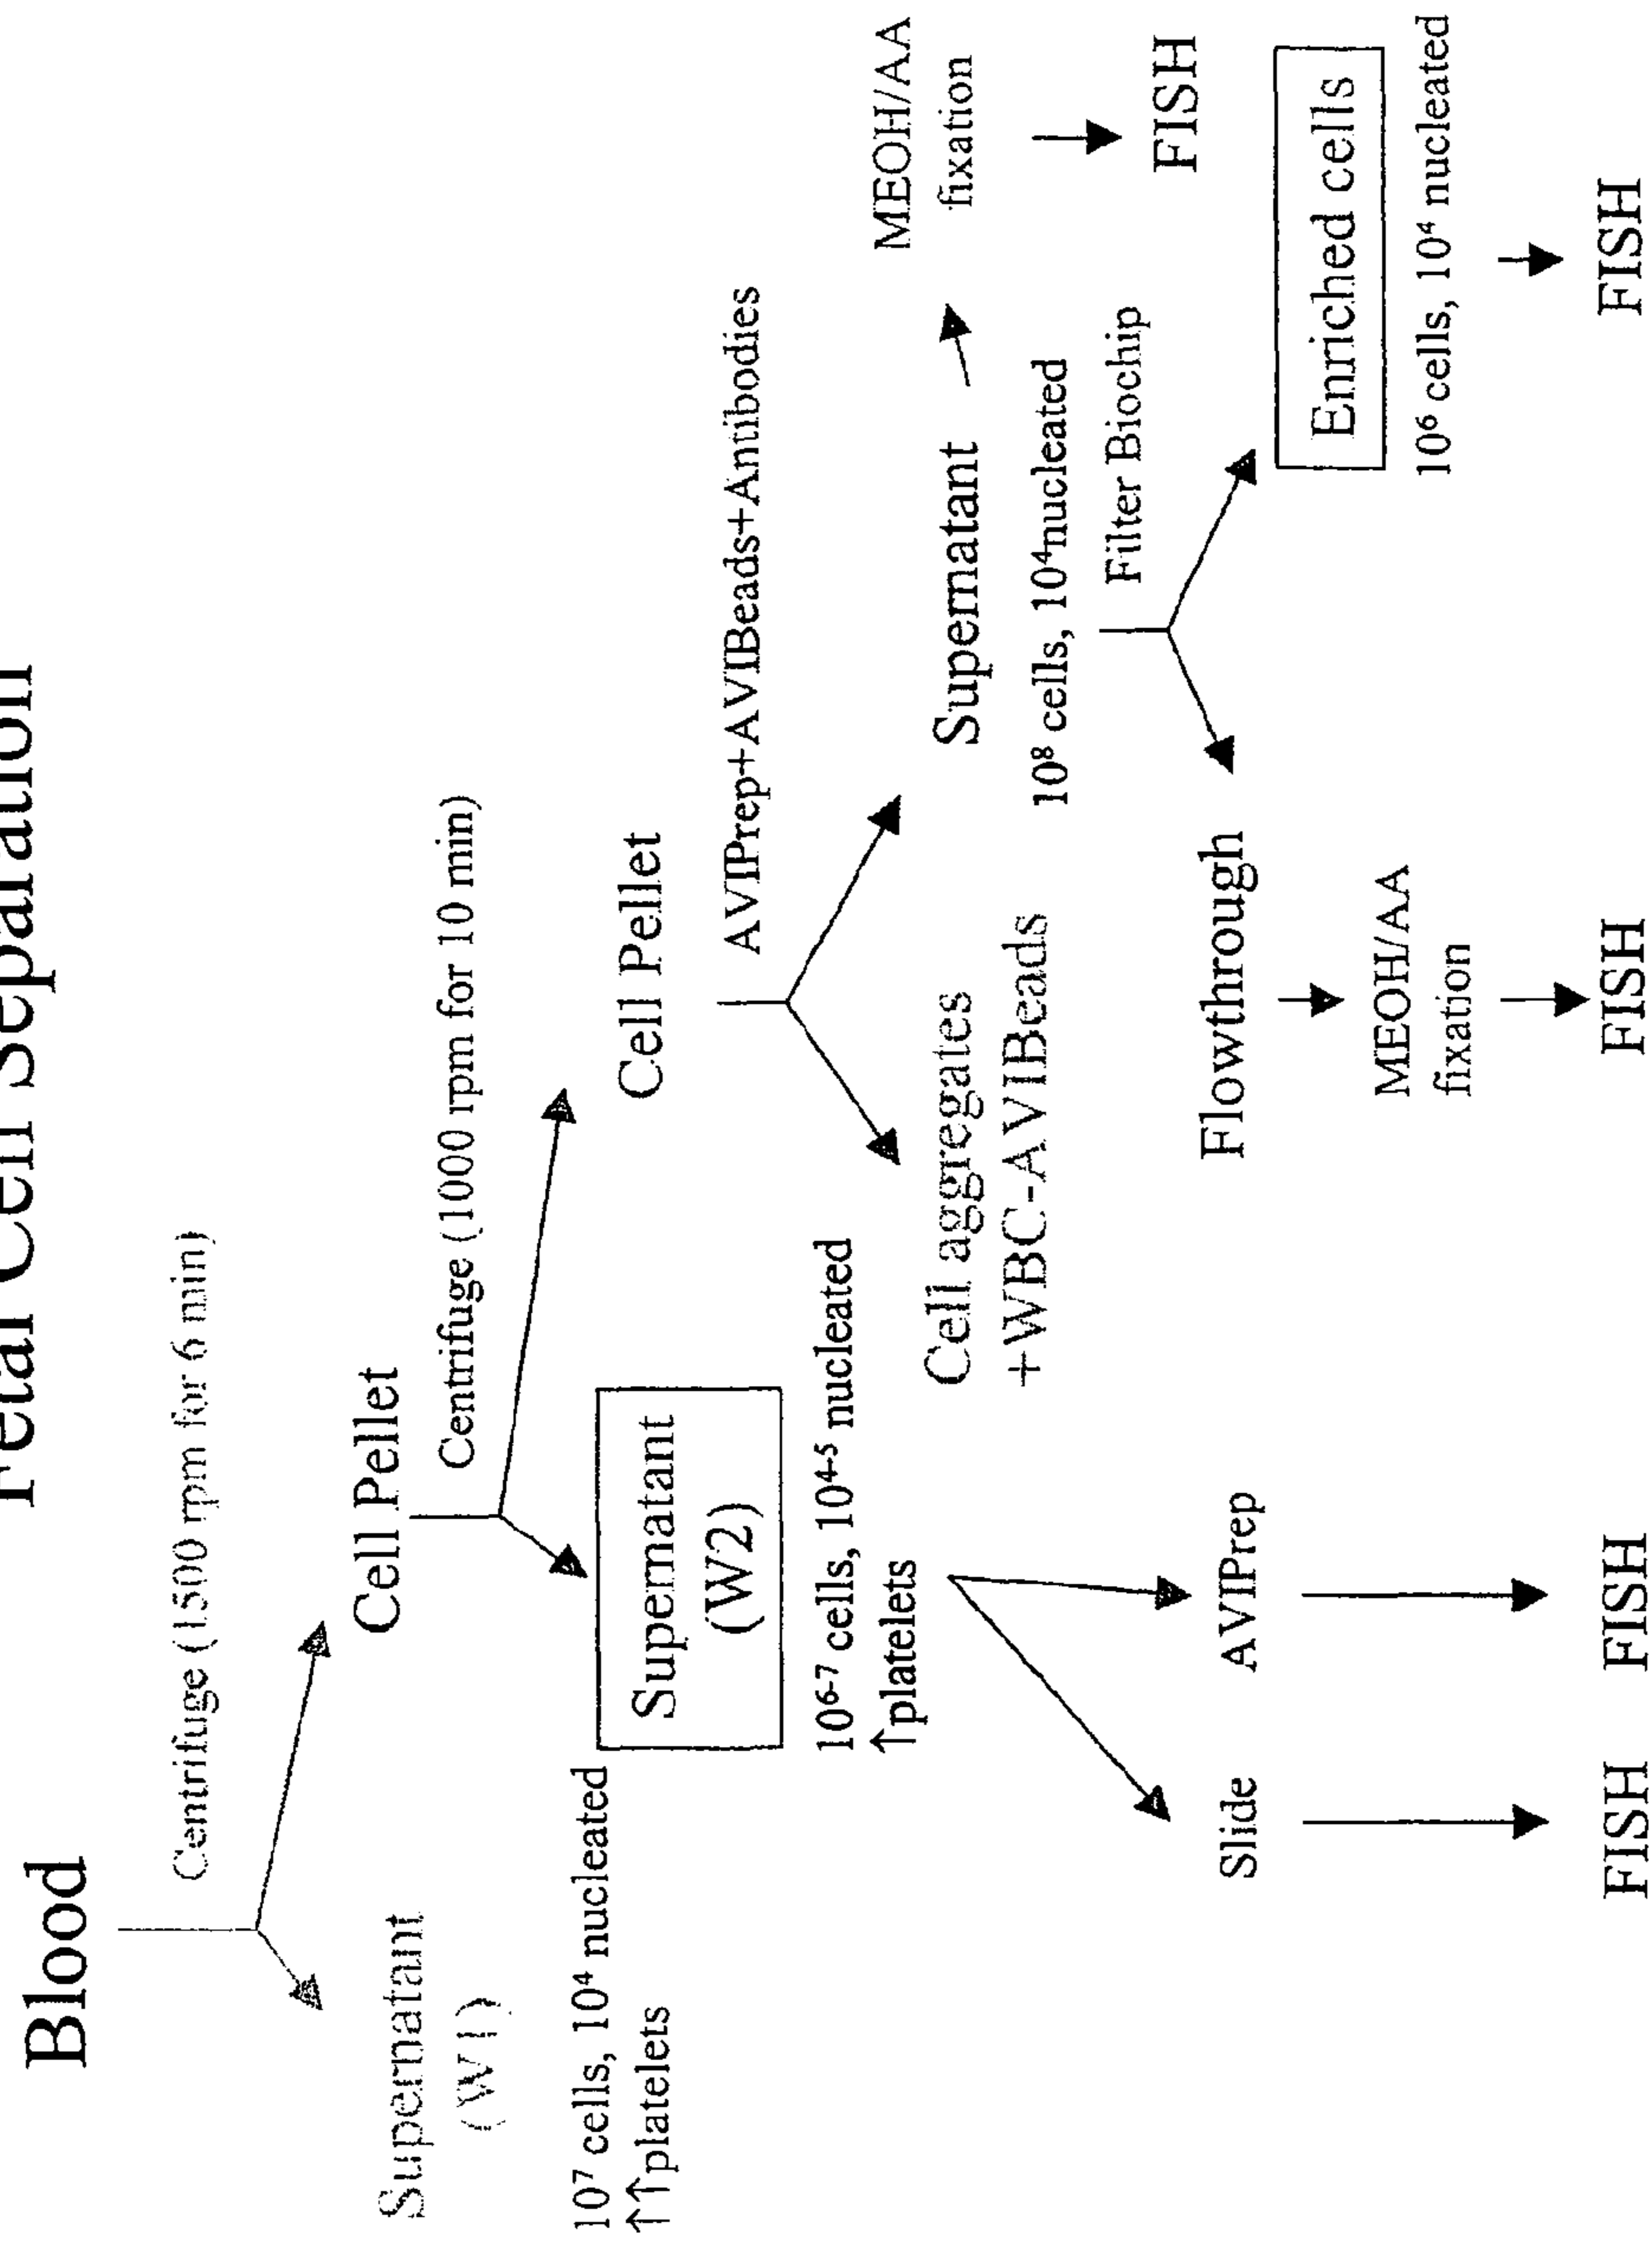 Fetal Cell Separation
Blood
Centrifuge (1500 rpm for 6 min)
Supernatant
(W1)
10⁷ cells, 10⁴ nucleated
↑↑platelets
Cell Pellet
Centrifuge (1000 rpm for 10 min)
Supernatant
(W2)
10⁶⁻⁷ cells, 10⁴⁻⁵ nucleated
↑platelets
Slide
FISH
AVIPrep
FISH
Cell Pellet
AVIPrep+AVIBeads+Antibodies
Cell aggregates
+WBC-AVIBeads
Supernatant
10⁸ cells, 10⁴nucleated
MEOH/AA
fixation
FISH
Filter Biochip
Flowthrough
MEOH/AA
fixation
FISH
Enriched cells
10⁶ cells, 10⁴ nucleated
FISH